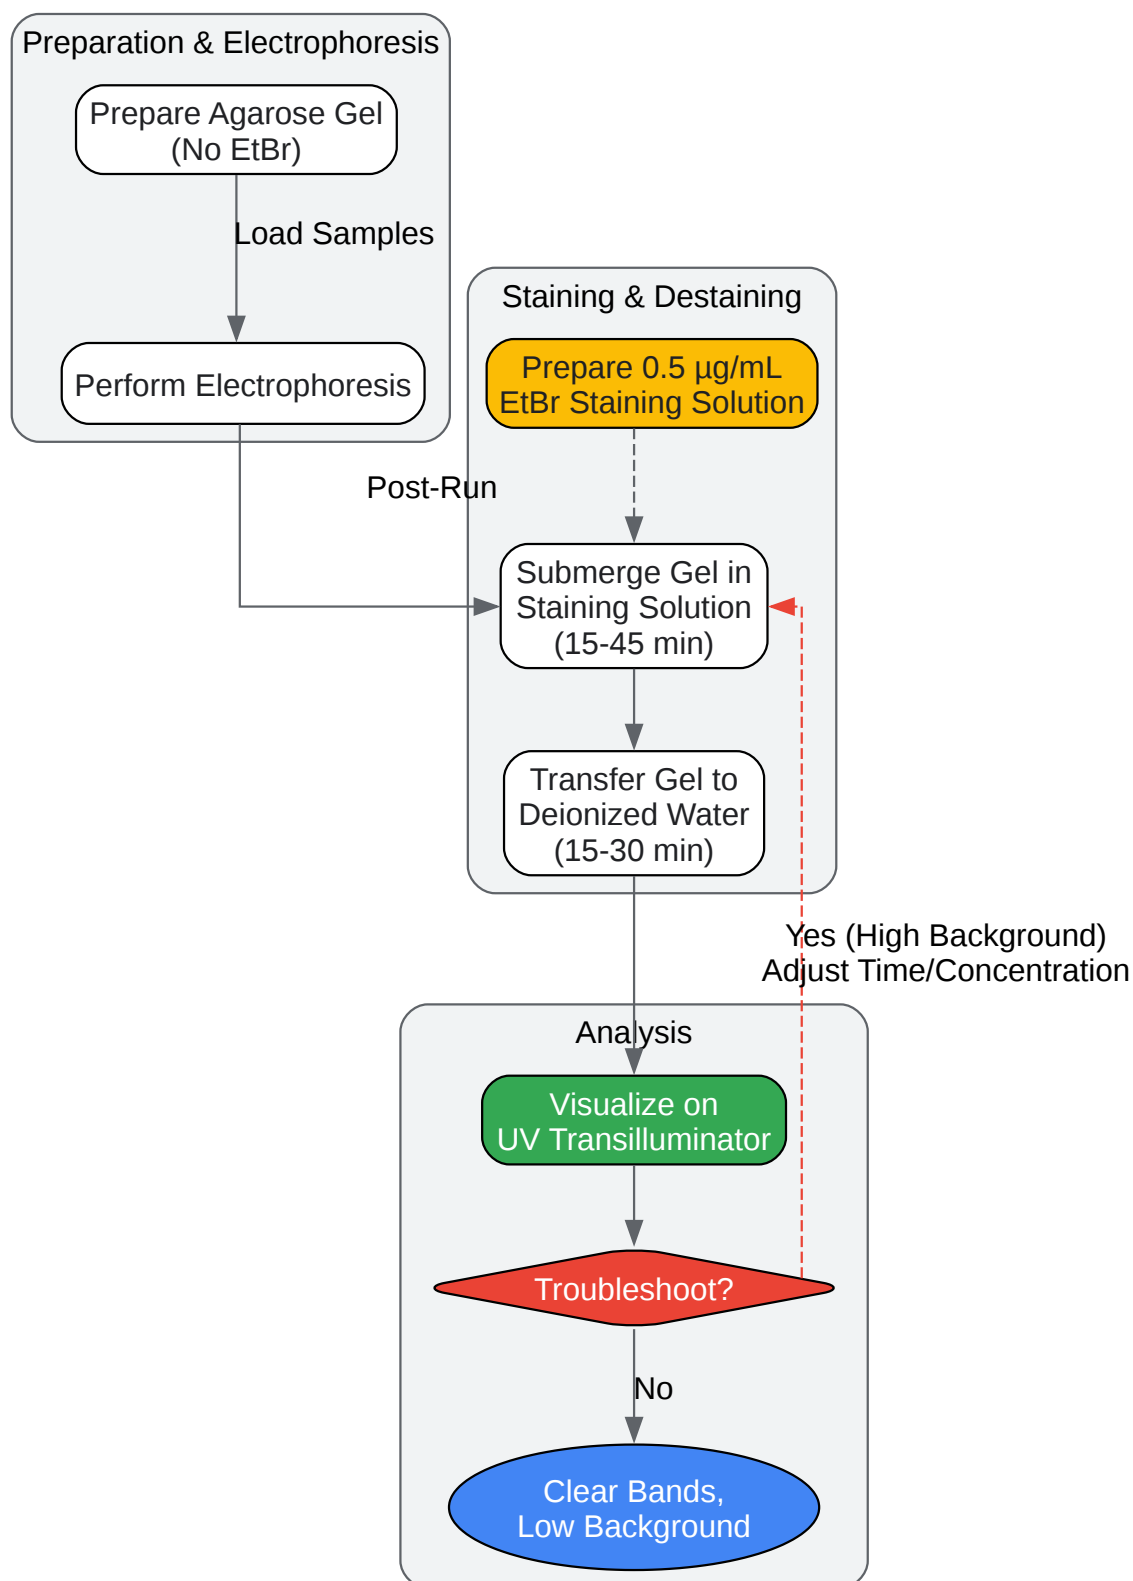 Preparation & Electrophoresis
Prepare Agarose Gel
(No EtBr)
Load Samples
Perform Electrophoresis
Post-Run
Staining & Destaining
Prepare 0.5 µg/mL
EtBr Staining Solution
Submerge Gel in
Staining Solution
(15-45 min)
Transfer Gel to
Deionized Water
(15-30 min)
Yes (High Background)
Adjust Time/Concentration
Analysis
Visualize on
UV Transilluminator
Troubleshoot?
No
Clear Bands,
Low Background